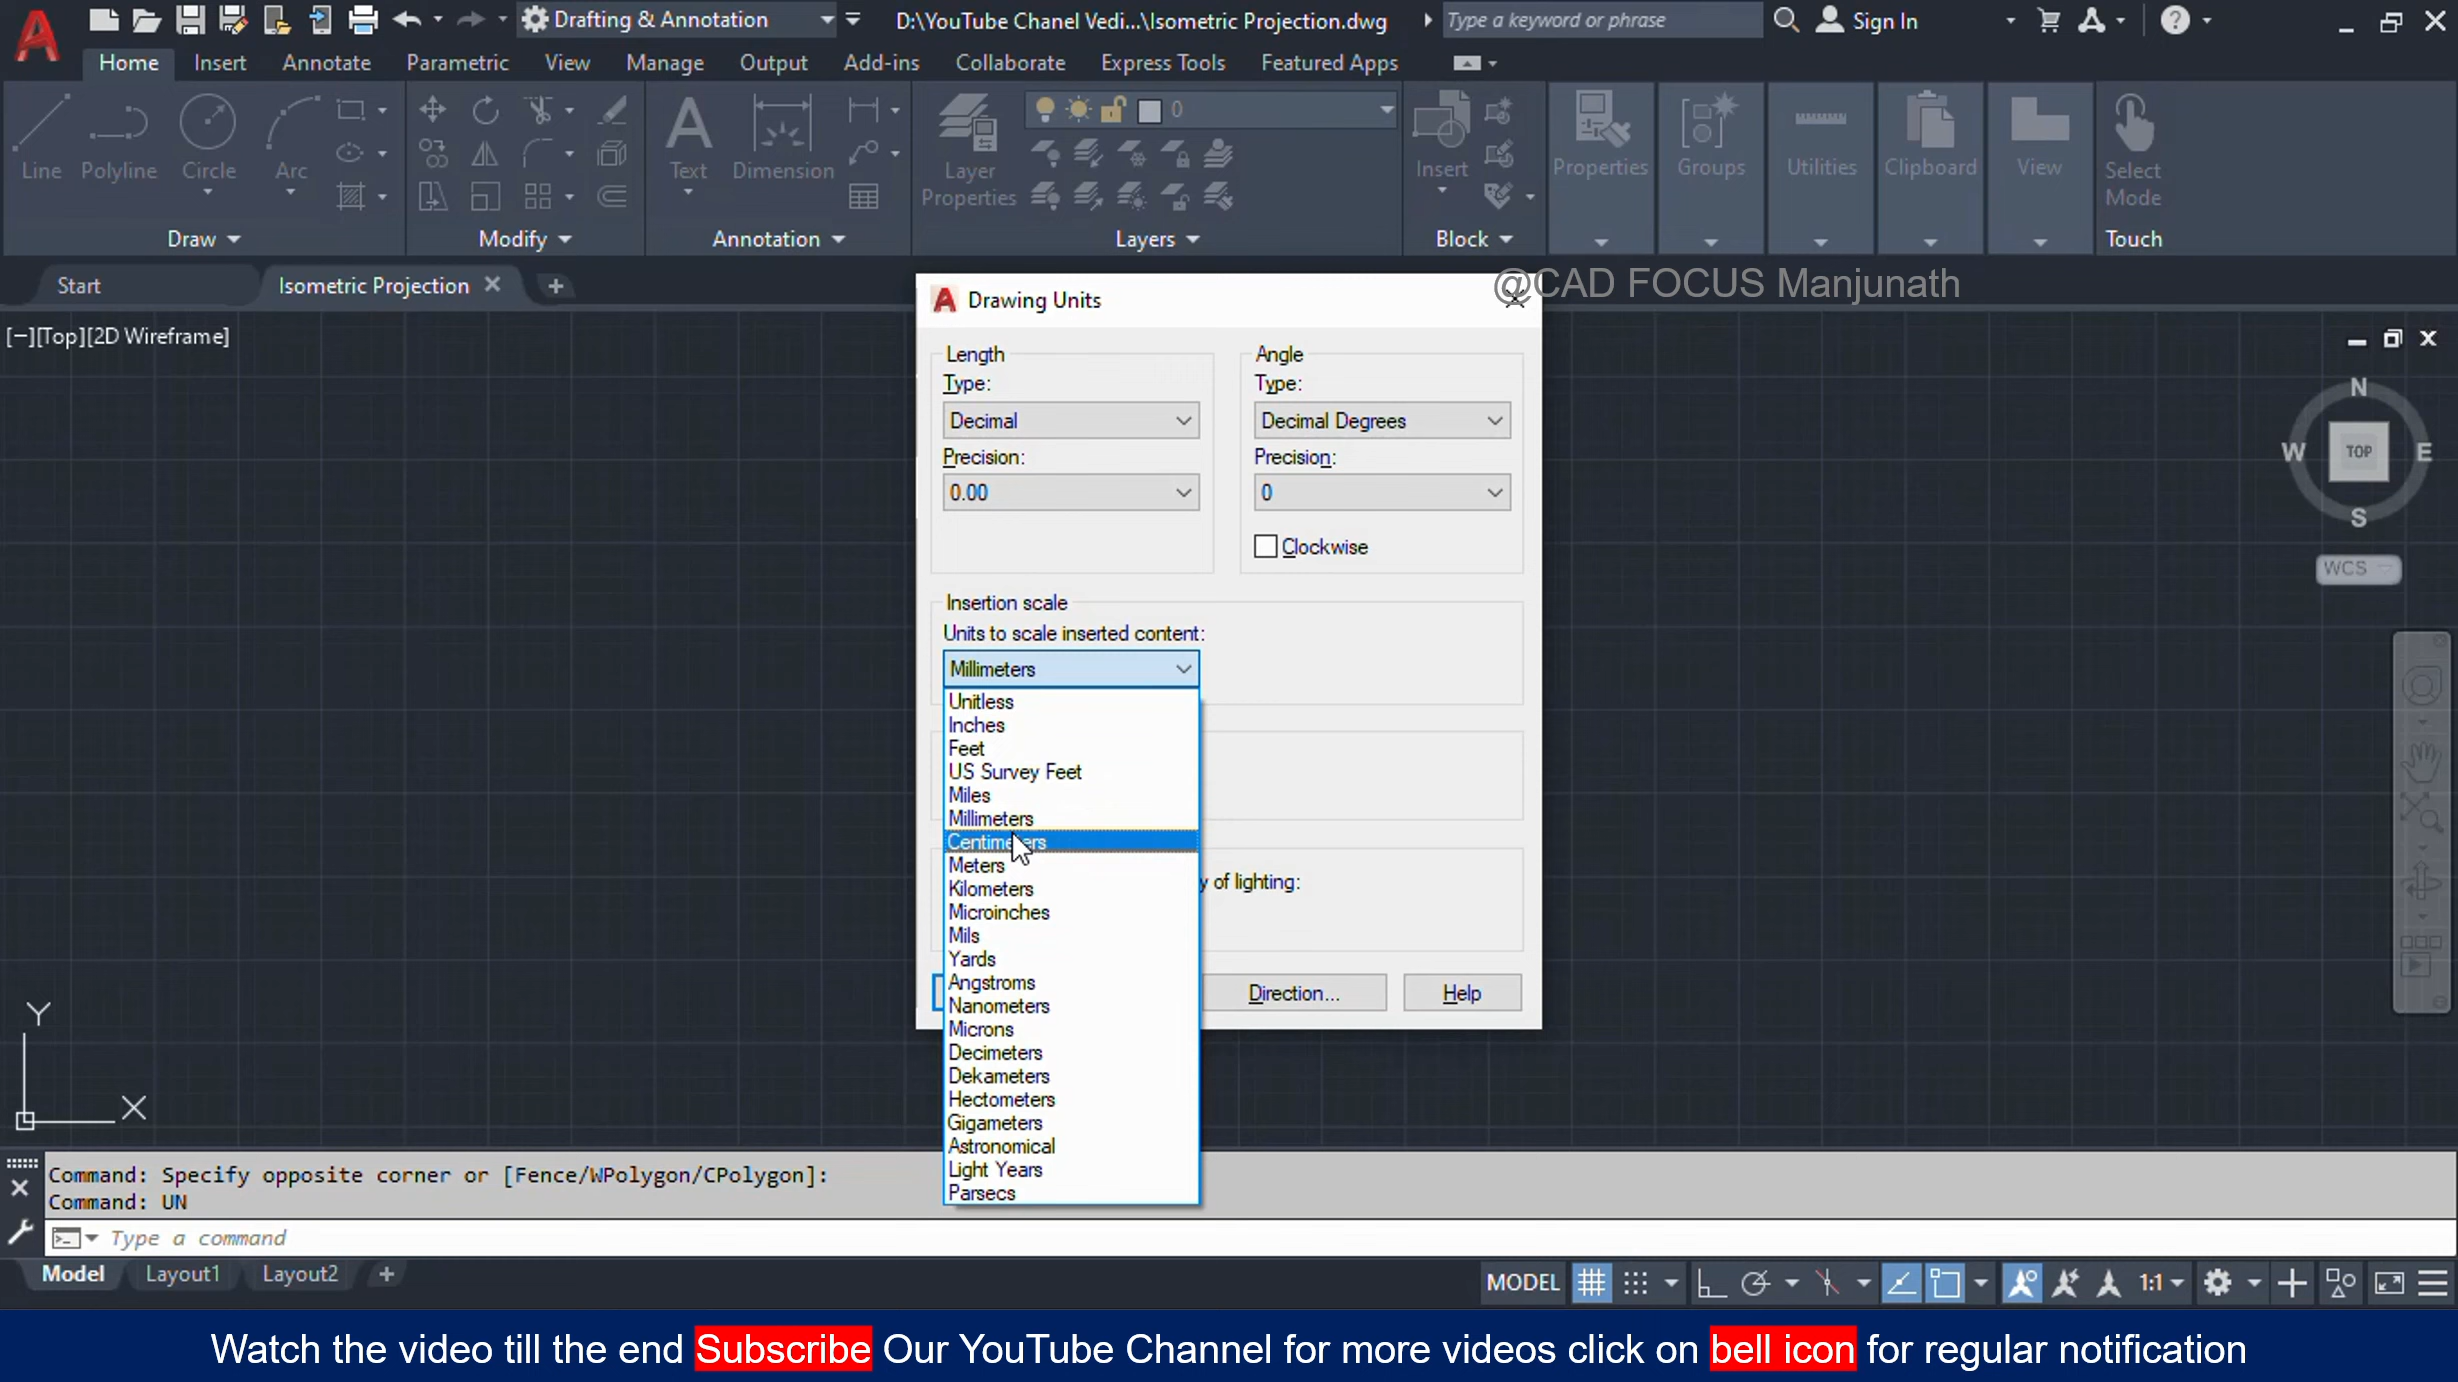 Drafting & Annotation
D:\YouTube Chanel Vedi...\Isometric Projection.dwg
Type a keyword or phrase
Sign In
Home Insert Annotate Parametric View Manage Output Add-ins Collaborate Express Tools Featured Apps
Line Polyline Circle Arc
Text Dimension
Layer Properties
0
Insert
Properties
Groups
Utilities
Clipboard
View
Select Mode
Draw
Modify
Annotation
Layers
Block
Touch
Start
Isometric Projection
@CAD FOCUS Manjunath
[−][Top][2D Wireframe]
N
W
TOP
E
S
WCS
Drawing Units
Length
Type:
Decimal
Precision:
0.00
Angle
Type:
Decimal Degrees
Precision:
0
Clockwise
Insertion scale
Units to scale inserted content:
Millimeters
Unitless
Inches
Feet
US Survey Feet
Miles
Millimeters
Centimeters
Meters
Kilometers
Microinches
Mils
Yards
Angstroms
Nanometers
Microns
Decimeters
Dekameters
Hectometers
Gigameters
Astronomical
Light Years
Parsecs
y of lighting:
Direction...
Help
Y
X
Command: Specify opposite corner or [Fence/WPolygon/CPolygon]:
Command: UN
Type a command
Model Layout1 Layout2
MODEL
1:1
Watch the video till the end Subscribe Our YouTube Channel for more videos click on bell icon for regular notification